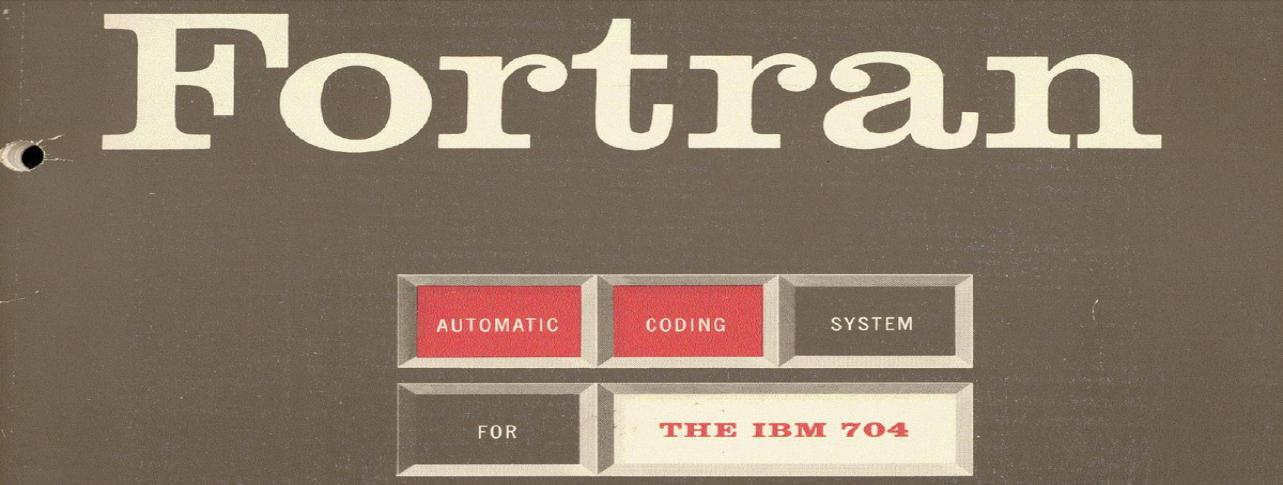 Fortran
AUTOMATIC CODING SYSTEM
FOR THE IBM 704